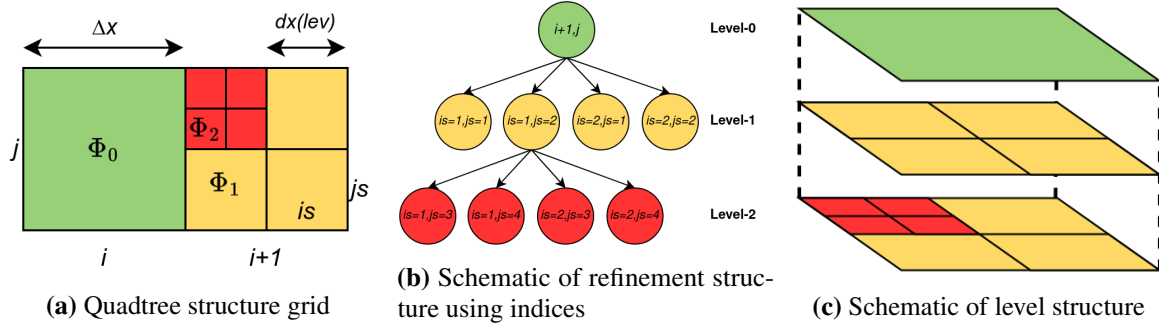 Δx
dx(lev)
j
Φ₀
Φ₂
Φ₁
is
js
i
i+1
(a) Quadtree structure grid
i+1,j
Level-0
is=1,js=1
is=1,js=2
is=2,js=1
is=2,js=2
Level-1
is=1,js=3
is=1,js=4
is=2,js=3
is=2,js=4
Level-2
(b) Schematic of refinement struc-
ture using indices
(c) Schematic of level structure